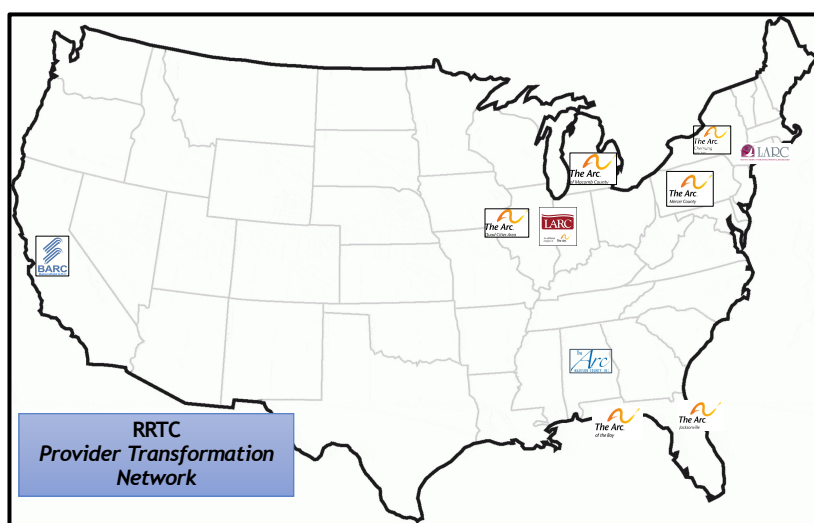 The Arc
Chemung
LARC
The Arc
of Macomb County
The Arc
Mercer County
The Arc
Quad Cities Area
LARC
The Arc
BARC
the
Arc
The Arc
of the Bay
The Arc
Jacksonville
RRTC
Provider Transformation
Network